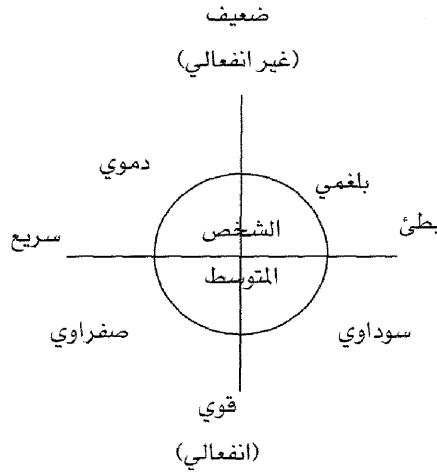 ضعيف
(غير انفعالي)
دموي
بلغمي
بطئ
الشخص
سريع
المتوسط
سوداوي
صفراوي
قوي
(انفعالي)